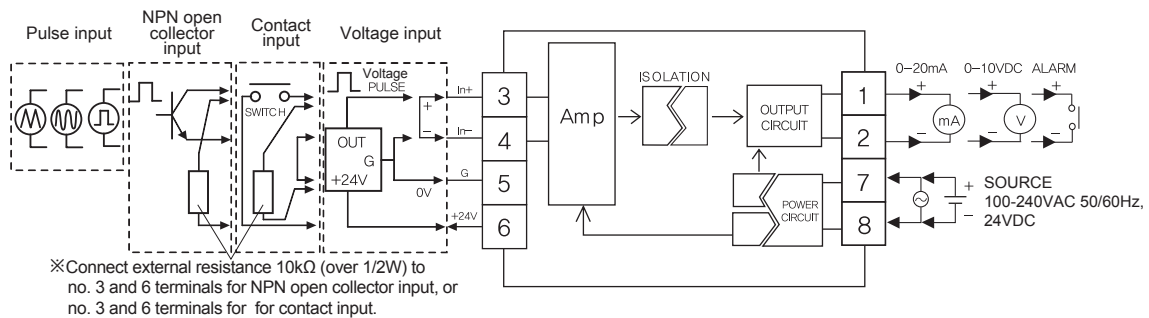 Pulse input
NPN open
collector
input
Contact
input
Voltage input
SWITCH
Voltage
PULSE
OUT
G
+24V
In+
+
−
In−
G
0V
+24V
3
4
5
6
Amp
ISOLATION
OUTPUT
CIRCUIT
POWER
CIRCUIT
1
2
7
8
0−20mA
0−10VDC
ALARM
+
+
+
mA
V
−
−
−
+
−
SOURCE
100-240VAC 50/60Hz,
24VDC
※Connect external resistance 10kΩ (over 1/2W) to
no. 3 and 6 terminals for NPN open collector input, or
no. 3 and 6 terminals for for contact input.